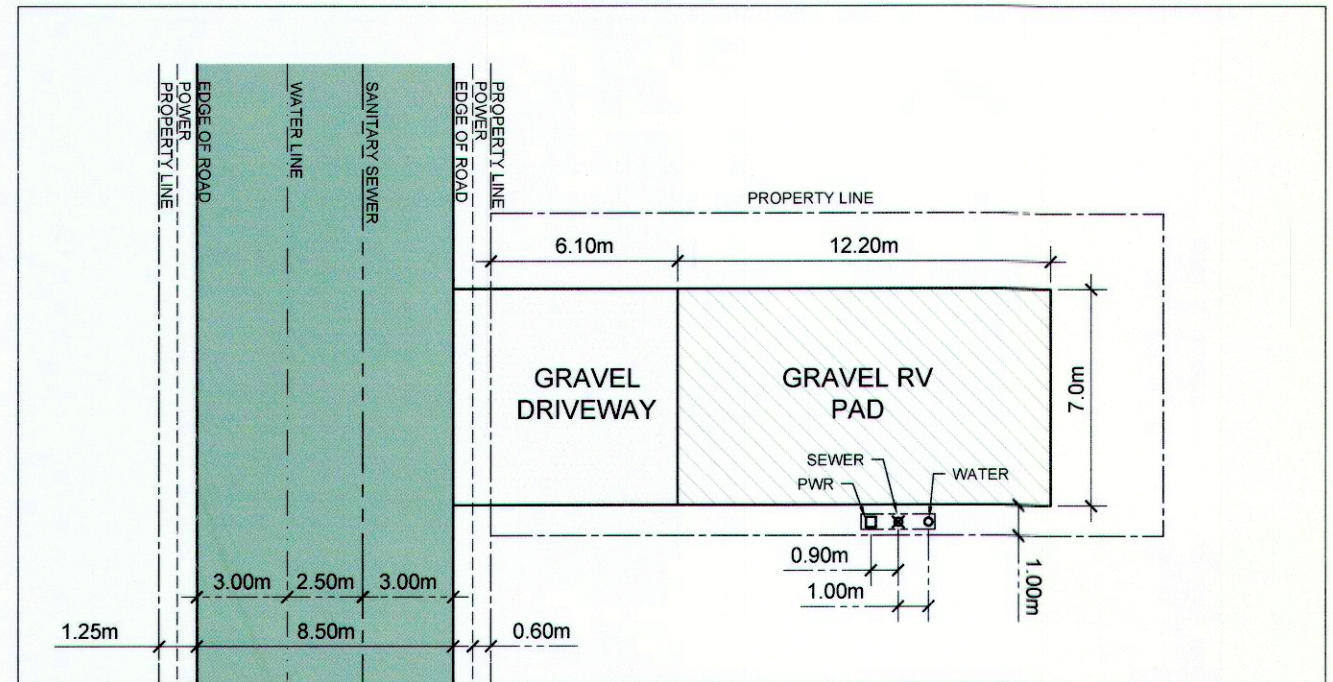 PROPERTY LINE
POWER
EDGE OF ROAD
WATER LINE
SANITARY SEWER
EDGE OF ROAD
POWER
PROPERTY LINE
PROPERTY LINE
6.10m
12.20m
GRAVEL
DRIVEWAY
GRAVEL RV
PAD
7.0m
SEWER
PWR
WATER
0.90m
1.00m
1.00m
3.00m
2.50m
3.00m
1.25m
8.50m
0.60m